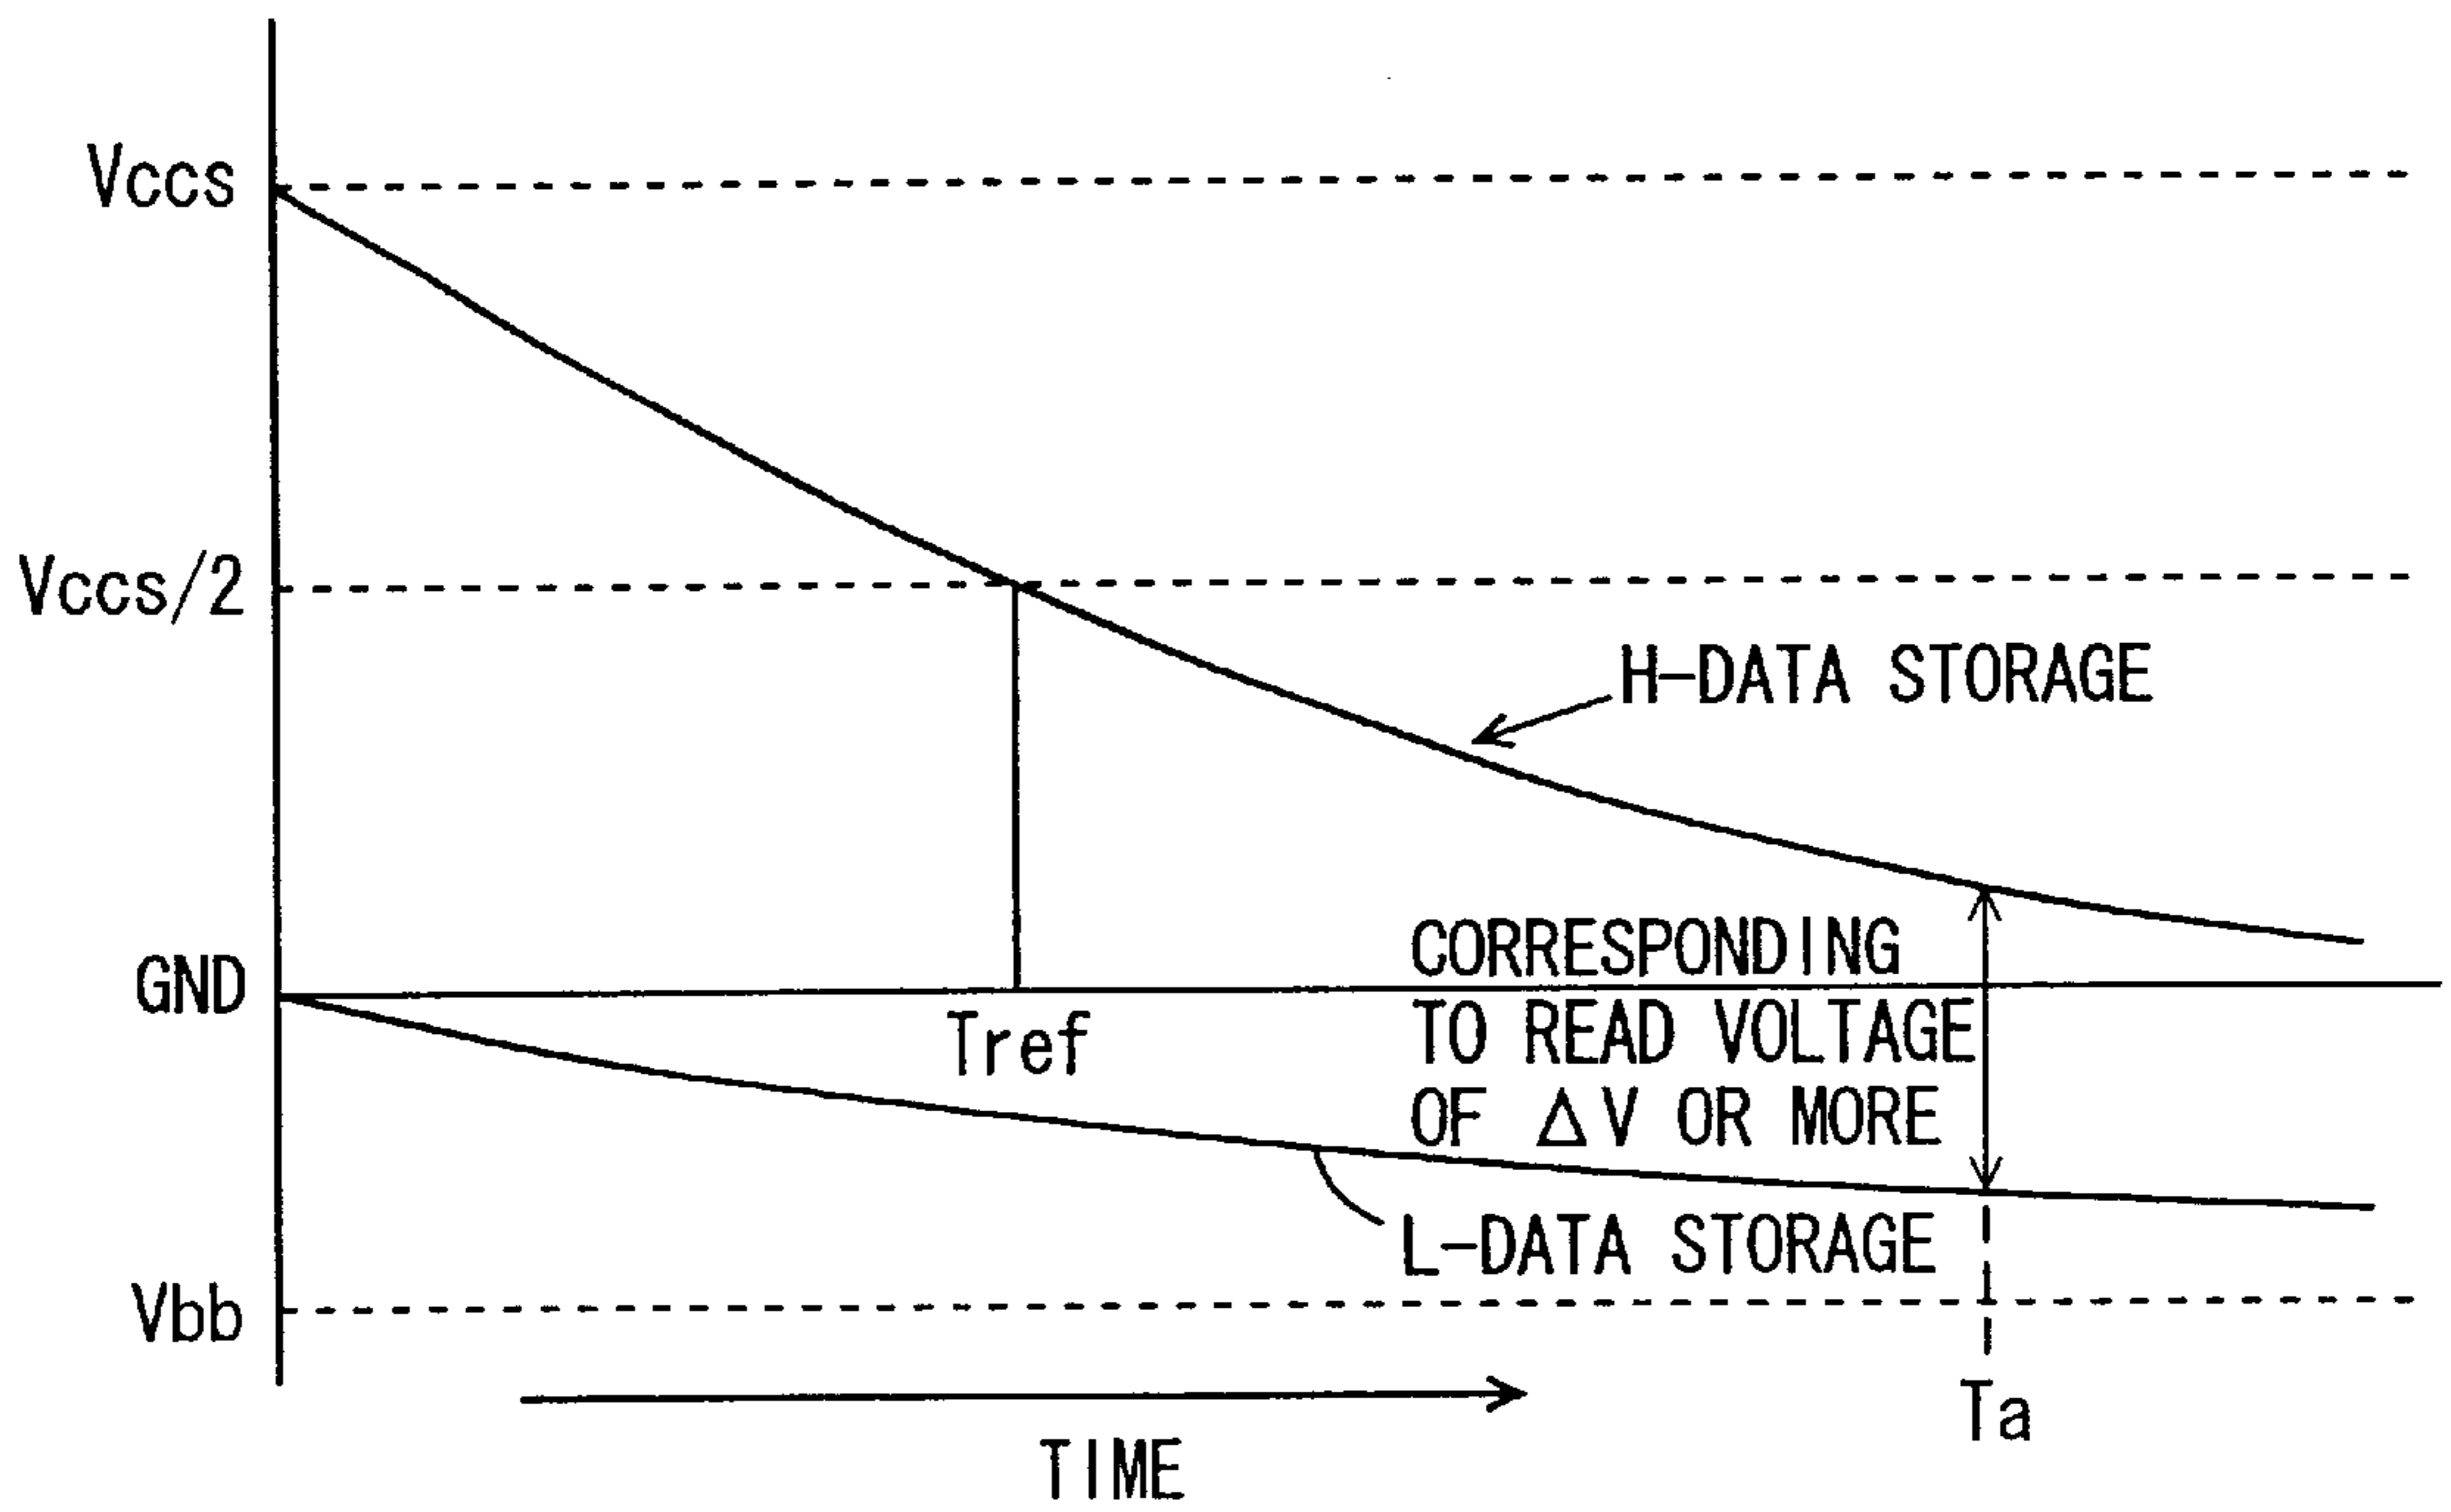 Vccs
Vccs/2
H-DATA STORAGE
GND
CORRESPONDING
TO READ VOLTAGE
OF ΔV OR MORE
Tref
L-DATA STORAGE
Vbb
Ta
TIME